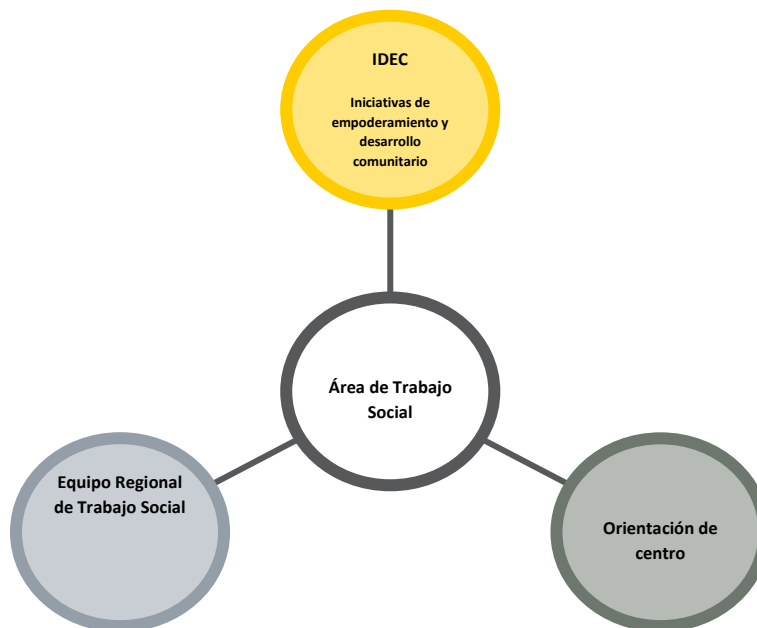 IDEC
Iniciativas de
empoderamiento y
desarrollo
comunitario
Área de Trabajo
Social
Equipo Regional
de Trabajo Social
Orientación de
centro